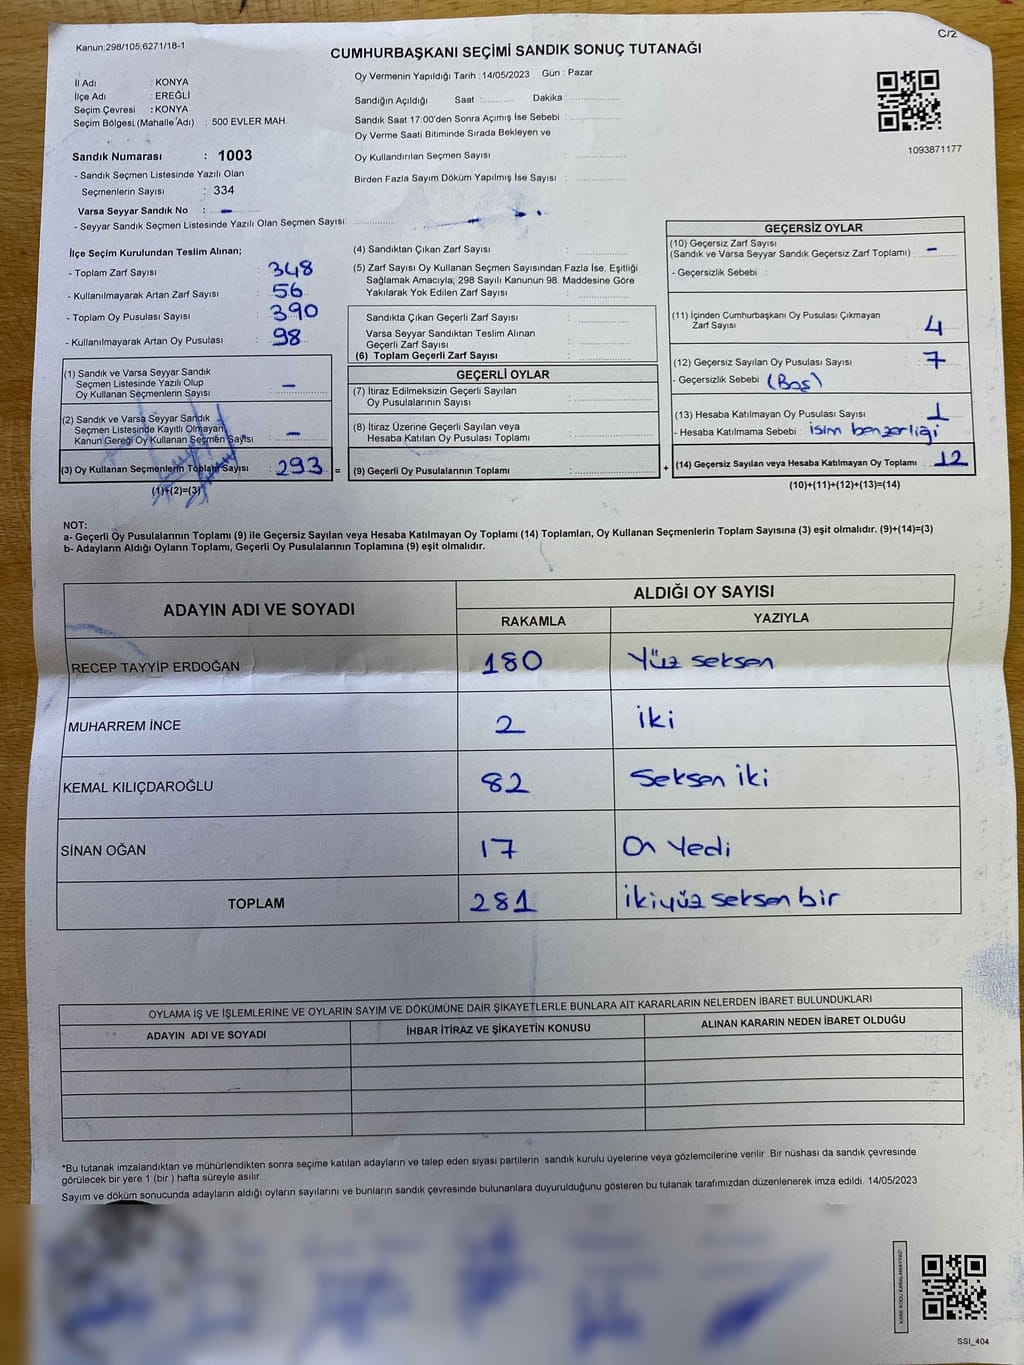 Kanun;298/105,6271/18-1
C/2
CUMHURBAŞKANI SEÇİMİ SANDIK SONUÇ TUTANAĞI
İl Adı : KONYA
İlçe Adı : EREĞLİ
Seçim Çevresi : KONYA
Seçim Bölgesi (Mahalle Adı) : 500 EVLER MAH.
Sandık Numarası : 1003
- Sandık Seçmen Listesinde Yazılı Olan
Seçmenlerin Sayısı : 334
Varsa Seyyar Sandık No : -
- Seyyar Sandık Seçmen Listesinde Yazılı Olan Seçmen Sayısı: -
Oy Vermenin Yapıldığı Tarih :14/05/2023 Gün : Pazar
Sandığın Açıldığı Saat : Dakika :
Sandık Saat 17:00'den Sonra Açımış İse Sebebi :
Oy Verme Saati Bitiminde Sırada Bekleyen ve
Oy Kullandırılan Seçmen Sayısı :
Birden Fazla Sayım Döküm Yapılmış İse Sayısı :
1093871177
İlçe Seçim Kurulundan Teslim Alınan;
- Toplam Zarf Sayısı : 348
- Kullanılmayarak Artan Zarf Sayısı : 56
- Toplam Oy Pusulası Sayısı : 390
- Kullanılmayarak Artan Oy Pusulası : 98
(1) Sandık ve Varsa Seyyar Sandık
Seçmen Listesinde Yazılı Olup
Oy Kullanan Seçmenlerin Sayısı : -
(2) Sandık ve Varsa Seyyar Sandık
Seçmen Listesinde Kayıtlı Olmayan
Kanun Gereği Oy Kullanan Seçmen Sayısı : -
(3) Oy Kullanan Seçmenlerin Toplam Sayısı : 293 =
(1)+(2)=(3)
(4) Sandıktan Çıkan Zarf Sayısı :
(5) Zarf Sayısı Oy Kullanan Seçmen Sayısından Fazla İse, Eşitliği
Sağlamak Amacıyla, 298 Sayılı Kanunun 98. Maddesine Göre
Yakılarak Yok Edilen Zarf Sayısı :
Sandıkta Çıkan Geçerli Zarf Sayısı :
Varsa Seyyar Sandıktan Teslim Alınan
Geçerli Zarf Sayısı :
(6) Toplam Geçerli Zarf Sayısı :
GEÇERLİ OYLAR
(7) İtiraz Edilmeksizin Geçerli Sayılan
Oy Pusulalarının Sayısı :
(8) İtiraz Üzerine Geçerli Sayılan veya
Hesaba Katılan Oy Pusulaları Toplamı :
(9) Geçerli Oy Pusulalarının Toplamı : +
GEÇERSİZ OYLAR
(10) Geçersiz Zarf Sayısı
(Sandık ve Varsa Seyyar Sandık Geçersiz Zarf Toplamı) : -
- Geçersizlik Sebebi :
(11) İçinden Cumhurbaşkanı Oy Pusulası Çıkmayan
Zarf Sayısı : 4
(12) Geçersiz Sayılan Oy Pusulası Sayısı : 7
- Geçersizlik Sebebi : (Boş)
(13) Hesaba Katılmayan Oy Pusulası Sayısı : 1
- Hesaba Katılmama Sebebi : isim benzerliği
(14) Geçersiz Sayılan veya Hesaba Katılmayan Oy Toplamı : 12
(10)+(11)+(12)+(13)=(14)
NOT:
a- Geçerli Oy Pusulalarının Toplamı (9) ile Geçersiz Sayılan veya Hesaba Katılmayan Oy Toplamı (14) Toplamları, Oy Kullanan Seçmenlerin Toplam Sayısına (3) eşit olmalıdır. (9)+(14)=(3)
b- Adayların Aldığı Oyların Toplamı, Geçerli Oy Pusulalarının Toplamına (9) eşit olmalıdır.
ADAYIN ADI VE SOYADI
ALDIĞI OY SAYISI
RAKAMLA YAZIYLA
RECEP TAYYİP ERDOĞAN 180 Yüz seksen
MUHARREM İNCE 2 iki
KEMAL KILIÇDAROĞLU 82 Seksen iki
SİNAN OĞAN 17 On Yedi
TOPLAM 281 ikiyüz seksen bir
OYLAMA İŞ VE İŞLEMLERİNE VE OYLARIN SAYIM VE DÖKÜMÜNE DAİR ŞİKAYETLERLE BUNLARA AİT KARARLARIN NELERDEN İBARET BULUNDUKLARI
ADAYIN ADI VE SOYADI İHBAR İTİRAZ VE ŞİKAYETİN KONUSU ALINAN KARARIN NEDEN İBARET OLDUĞU
*Bu tutanak imzalandıktan ve mühürlendikten sonra seçime katılan adayların ve talep eden siyasi partilerin sandık kurulu üyelerine veya gözlemcilerine verilir. Bir nüshası da sandık çevresinde
görülecek bir yere 1 (bir ) hafta süreyle asılır.
Sayım ve döküm sonucunda adayların aldığı oyların sayılarını ve bunların sandık çevresinde bulunanlara duyurulduğunu gösteren bu tutanak tarafımızdan düzenlenerek imza edildi. 14/05/2023
KARE KODU KARALAMAYINIZ!
SSİ_404